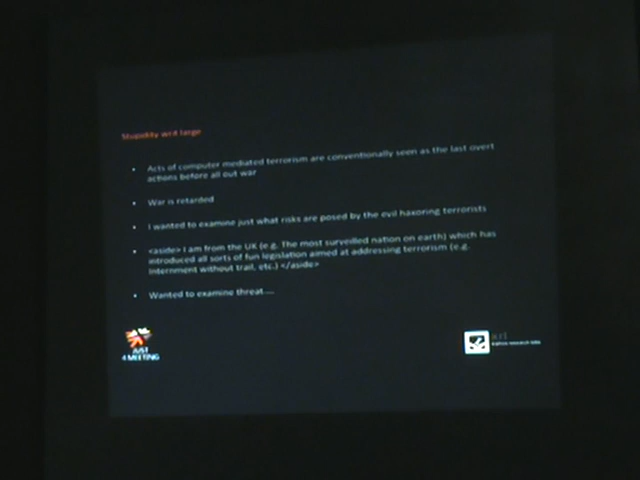 Stupidity writ large
• Acts of computer mediated terrorism are conventionally seen as the last overt
actions before all out war
• War is retarded
• I wanted to examine just what risks are posed by the evil haxoring terrorists
• <aside> I am from the UK (e.g. The most surveilled nation on earth) which has
introduced all sorts of fun legislation aimed at addressing terrorism (e.g.
Internment without trail, etc.) </aside>
• Wanted to examine threat....
JUST
4 MEETING